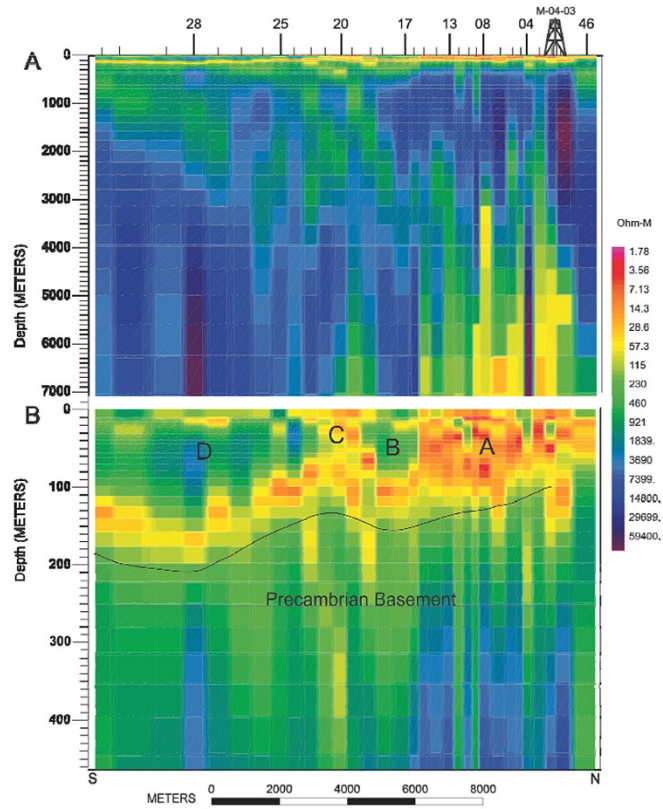 M-04-03
28 25 20 17 13 08 04 46
A
0
1000
2000
3000
4000
5000
6000
7000
Depth (METERS)
Ohm-M
1.78
3.56
7.13
14.3
28.6
57.3
115
230
460
921.
1839.
3690
7399.
14800.
29699.
59400.
B
0
100
200
300
400
Depth (METERS)
D C B A
Precambrian Basement
S N
METERS 0 2000 4000 6000 8000